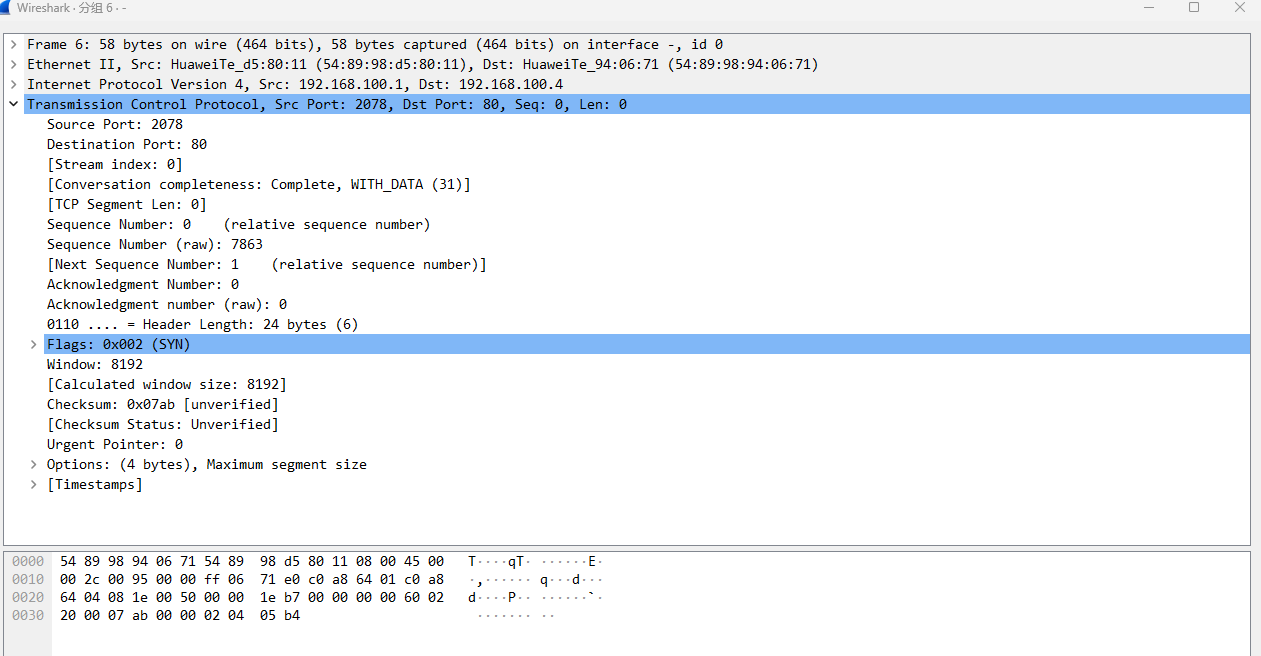 Wireshark · 分组 6 · -
Frame 6: 58 bytes on wire (464 bits), 58 bytes captured (464 bits) on interface -, id 0
Ethernet II, Src: HuaweiTe_d5:80:11 (54:89:98:d5:80:11), Dst: HuaweiTe_94:06:71 (54:89:98:94:06:71)
Internet Protocol Version 4, Src: 192.168.100.1, Dst: 192.168.100.4
Transmission Control Protocol, Src Port: 2078, Dst Port: 80, Seq: 0, Len: 0
Source Port: 2078
Destination Port: 80
[Stream index: 0]
[Conversation completeness: Complete, WITH_DATA (31)]
[TCP Segment Len: 0]
Sequence Number: 0    (relative sequence number)
Sequence Number (raw): 7863
[Next Sequence Number: 1    (relative sequence number)]
Acknowledgment Number: 0
Acknowledgment number (raw): 0
0110 .... = Header Length: 24 bytes (6)
Flags: 0x002 (SYN)
Window: 8192
[Calculated window size: 8192]
Checksum: 0x07ab [unverified]
[Checksum Status: Unverified]
Urgent Pointer: 0
Options: (4 bytes), Maximum segment size
[Timestamps]
0000  54 89 98 94 06 71 54 89  98 d5 80 11 08 00 45 00   T····qT· ······E·
0010  00 2c 00 95 00 00 ff 06  71 e0 c0 a8 64 01 c0 a8   ·,······ q···d···
0020  64 04 08 1e 00 50 00 00  1e b7 00 00 00 00 60 02   d····P·· ······`·
0030  20 00 07 ab 00 00 02 04  05 b4    ······· ··